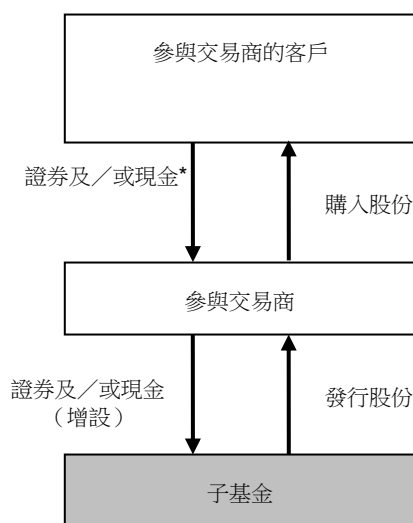 參與交易商的客戶
證券及／或現金*
購入股份
參與交易商
證券及／或現金
（增設）
發行股份
子基金